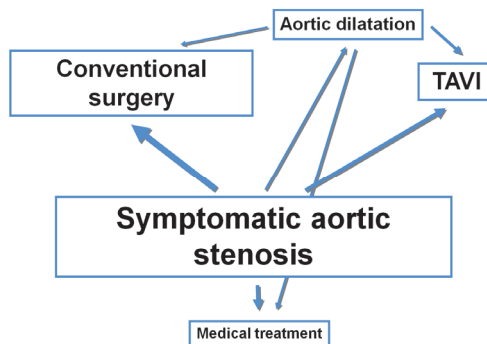 Aortic dilatation
Conventional
surgery
TAVI
Symptomatic aortic
stenosis
Medical treatment